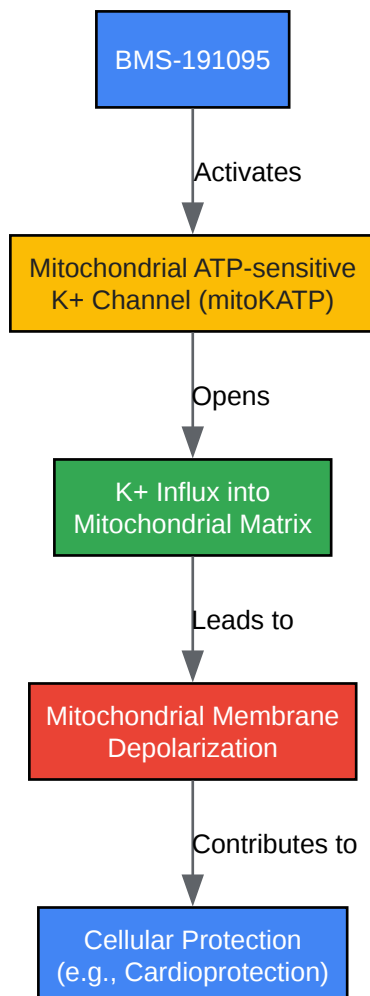 BMS-191095
Activates
Mitochondrial ATP-sensitive
K+ Channel (mitoKATP)
Opens
K+ Influx into
Mitochondrial Matrix
Leads to
Mitochondrial Membrane
Depolarization
Contributes to
Cellular Protection
(e.g., Cardioprotection)